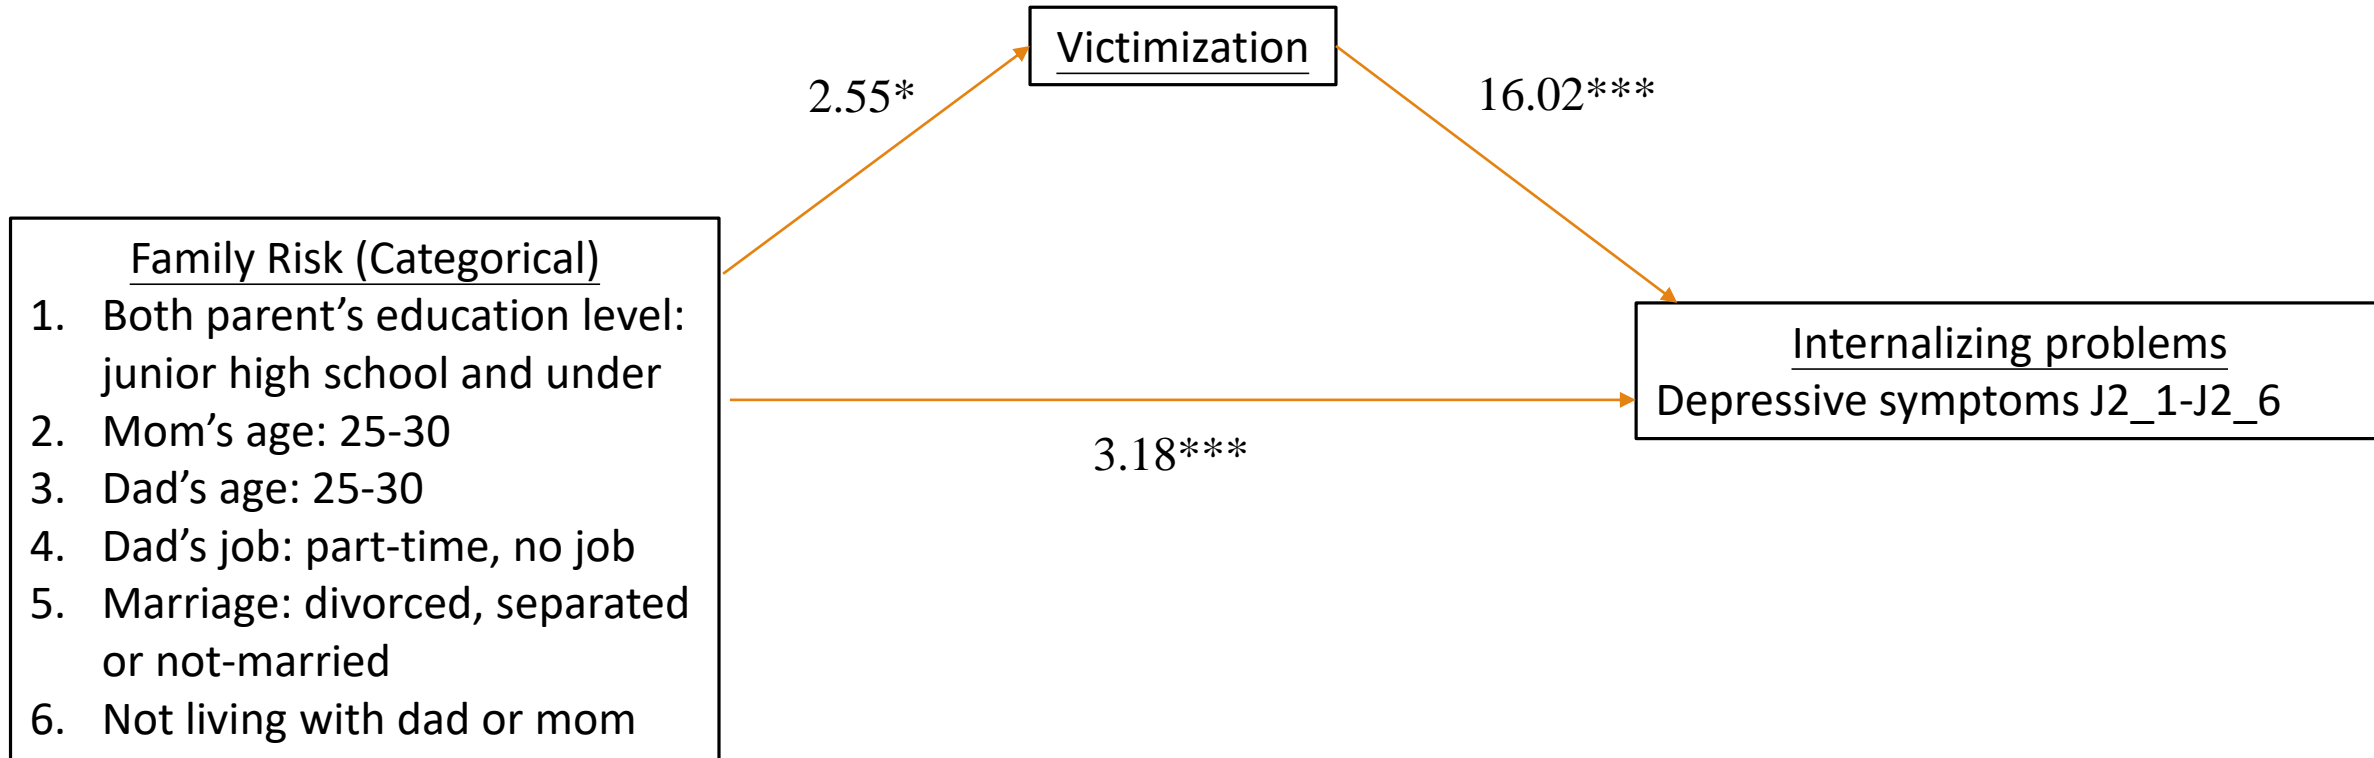 Victimization
2.55*
16.02***
Family Risk (Categorical)
1. Both parent’s education level:
junior high school and under
2. Mom’s age: 25-30
3. Dad’s age: 25-30
4. Dad’s job: part-time, no job
5. Marriage: divorced, separated
or not-married
6. Not living with dad or mom
3.18***
Internalizing problems
Depressive symptoms J2_1-J2_6